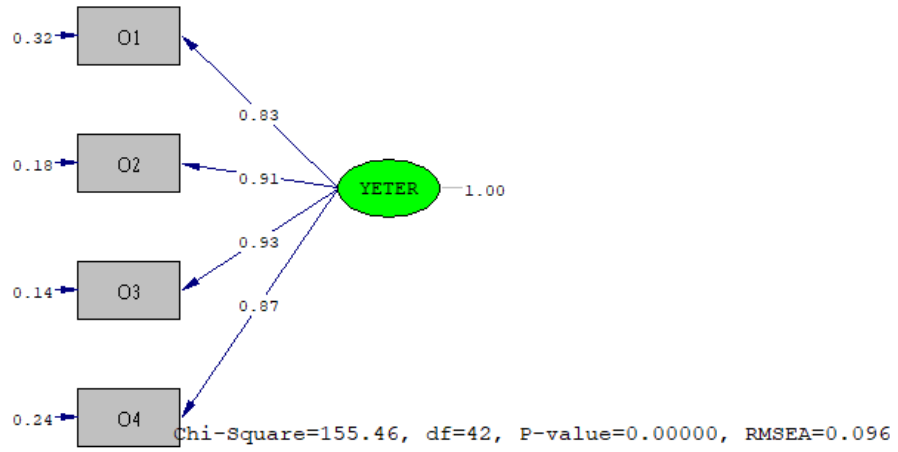 0.32 O1
0.83
0.18 O2
0.91 YETER 1.00
0.93
0.14 O3
0.87
0.24 O4
Chi-Square=155.46, df=42, P-value=0.00000, RMSEA=0.096